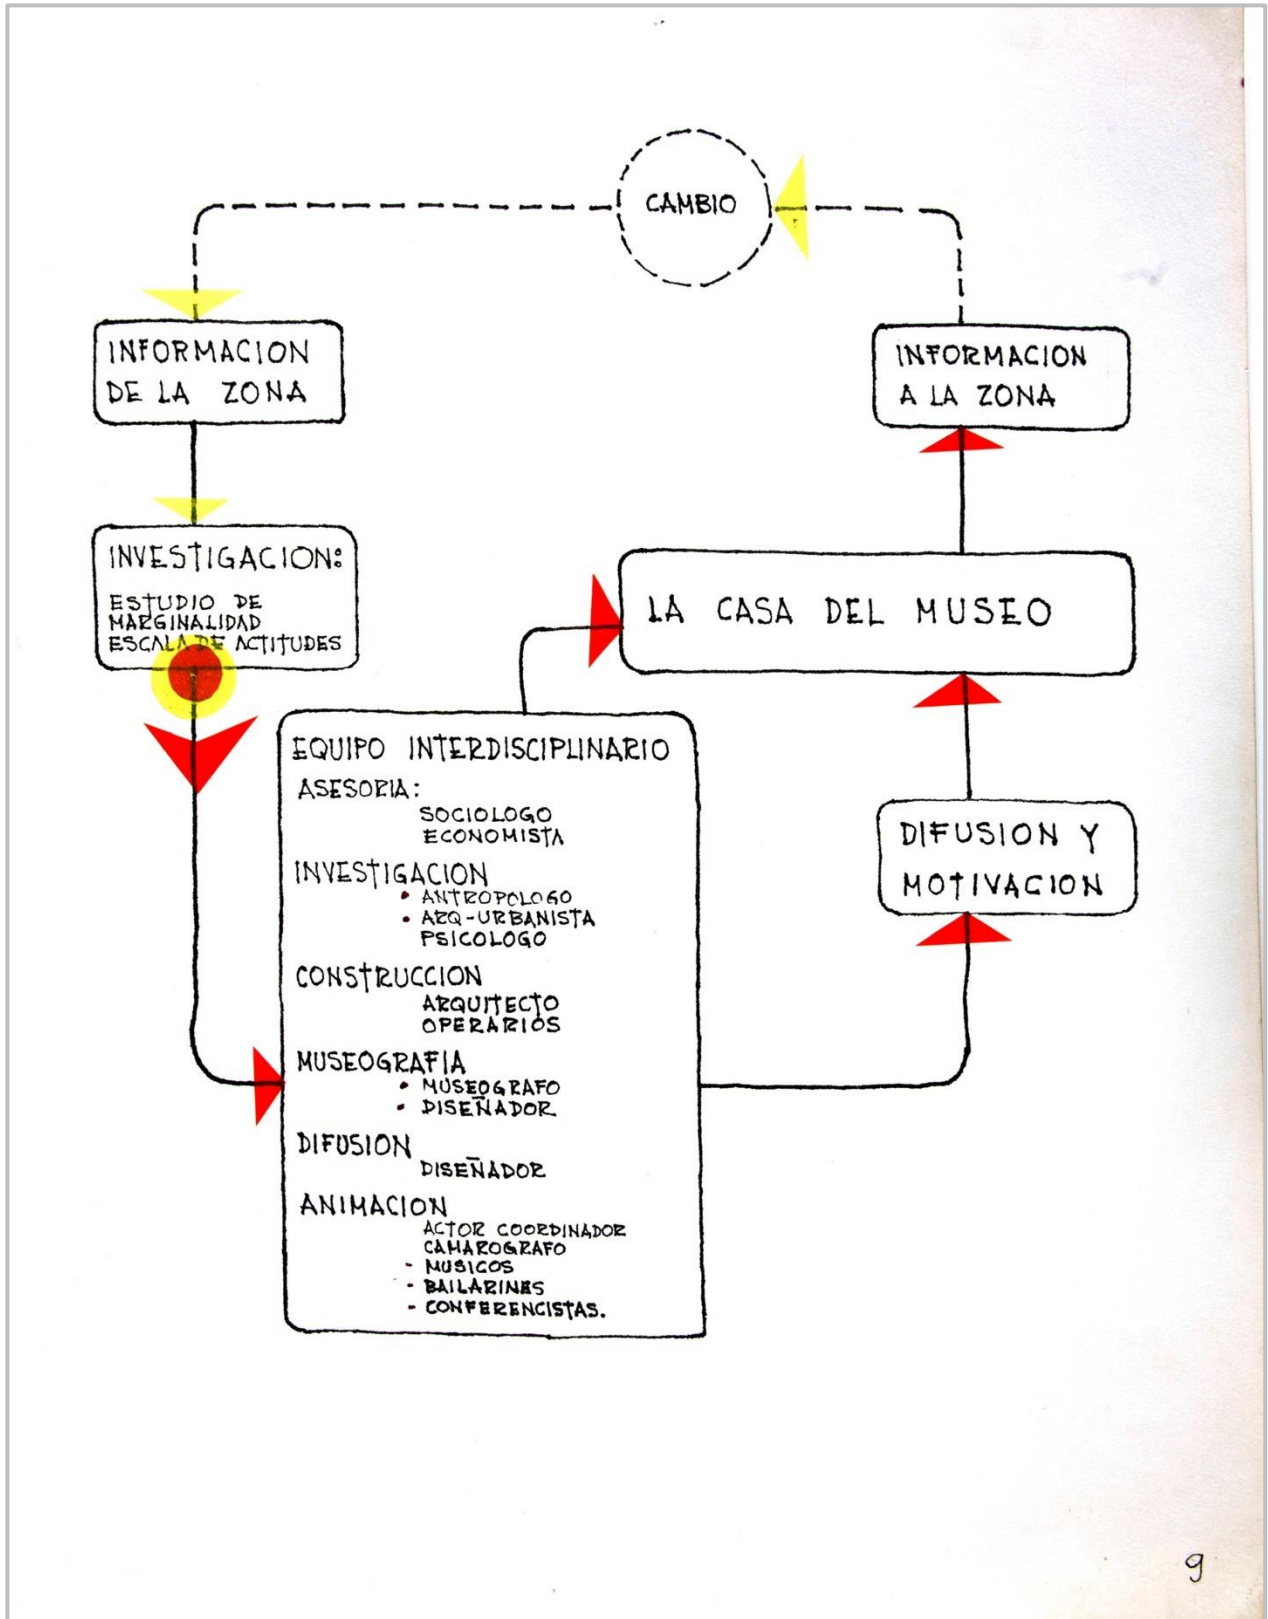 CAMBIO
INFORMACION
DE LA ZONA
INFORMACION
A LA ZONA
INVESTIGACION:
ESTUDIO DE
MARGINALIDAD
ESCALA DE ACTITUDES
LA CASA DEL MUSEO
EQUIPO INTERDISCIPLINARIO
ASESORIA:
SOCIOLOGO
ECONOMISTA
INVESTIGACION
• ANTROPOLOGO
• ARQ-URBANISTA
PSICOLOGO
CONSTRUCCION
ARQUITECTO
OPERARIOS
MUSEOGRAFIA
• MUSEOGRAFO
• DISEÑADOR
DIFUSION
DISEÑADOR
ANIMACION
ACTOR COORDINADOR
CAMAROGRAFO
- MUSICOS
- BAILARINES
- CONFERENCISTAS.
DIFUSION Y
MOTIVACION
9